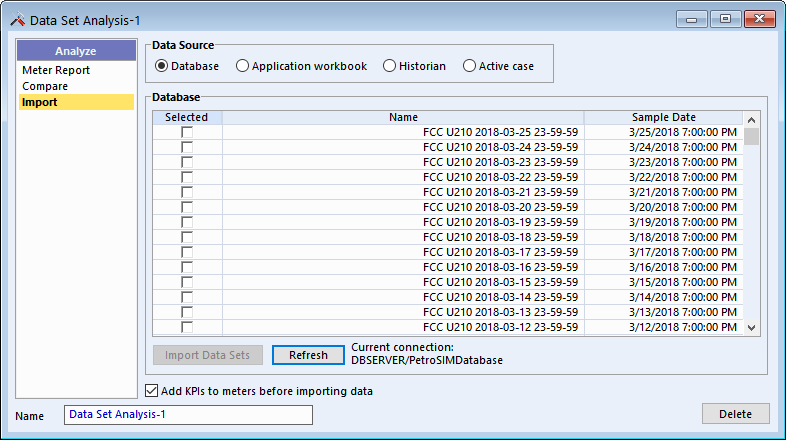 Data Set Analysis-1
Analyze
Meter Report
Compare
Import
Data Source
Database Application workbook Historian Active case
Database
Selected Name Sample Date
FCC U210 2018-03-25 23-59-59 3/25/2018 7:00:00 PM
FCC U210 2018-03-24 23-59-59 3/24/2018 7:00:00 PM
FCC U210 2018-03-23 23-59-59 3/23/2018 7:00:00 PM
FCC U210 2018-03-22 23-59-59 3/22/2018 7:00:00 PM
FCC U210 2018-03-21 23-59-59 3/21/2018 7:00:00 PM
FCC U210 2018-03-20 23-59-59 3/20/2018 7:00:00 PM
FCC U210 2018-03-19 23-59-59 3/19/2018 7:00:00 PM
FCC U210 2018-03-18 23-59-59 3/18/2018 7:00:00 PM
FCC U210 2018-03-17 23-59-59 3/17/2018 7:00:00 PM
FCC U210 2018-03-16 23-59-59 3/16/2018 7:00:00 PM
FCC U210 2018-03-15 23-59-59 3/15/2018 7:00:00 PM
FCC U210 2018-03-14 23-59-59 3/14/2018 7:00:00 PM
FCC U210 2018-03-13 23-59-59 3/13/2018 7:00:00 PM
FCC U210 2018-03-12 23-59-59 3/12/2018 7:00:00 PM
Import Data Sets Refresh Current connection:
DBSERVER/PetroSIMDatabase
Add KPIs to meters before importing data
Name Data Set Analysis-1 Delete